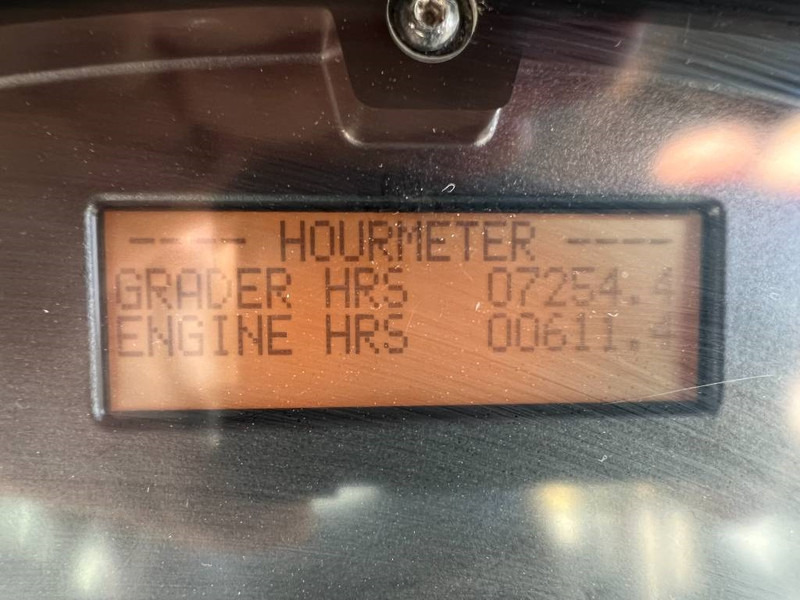 ---- HOURMETER ----
GRADER HRS 07254.4
ENGINE HRS 00611.4